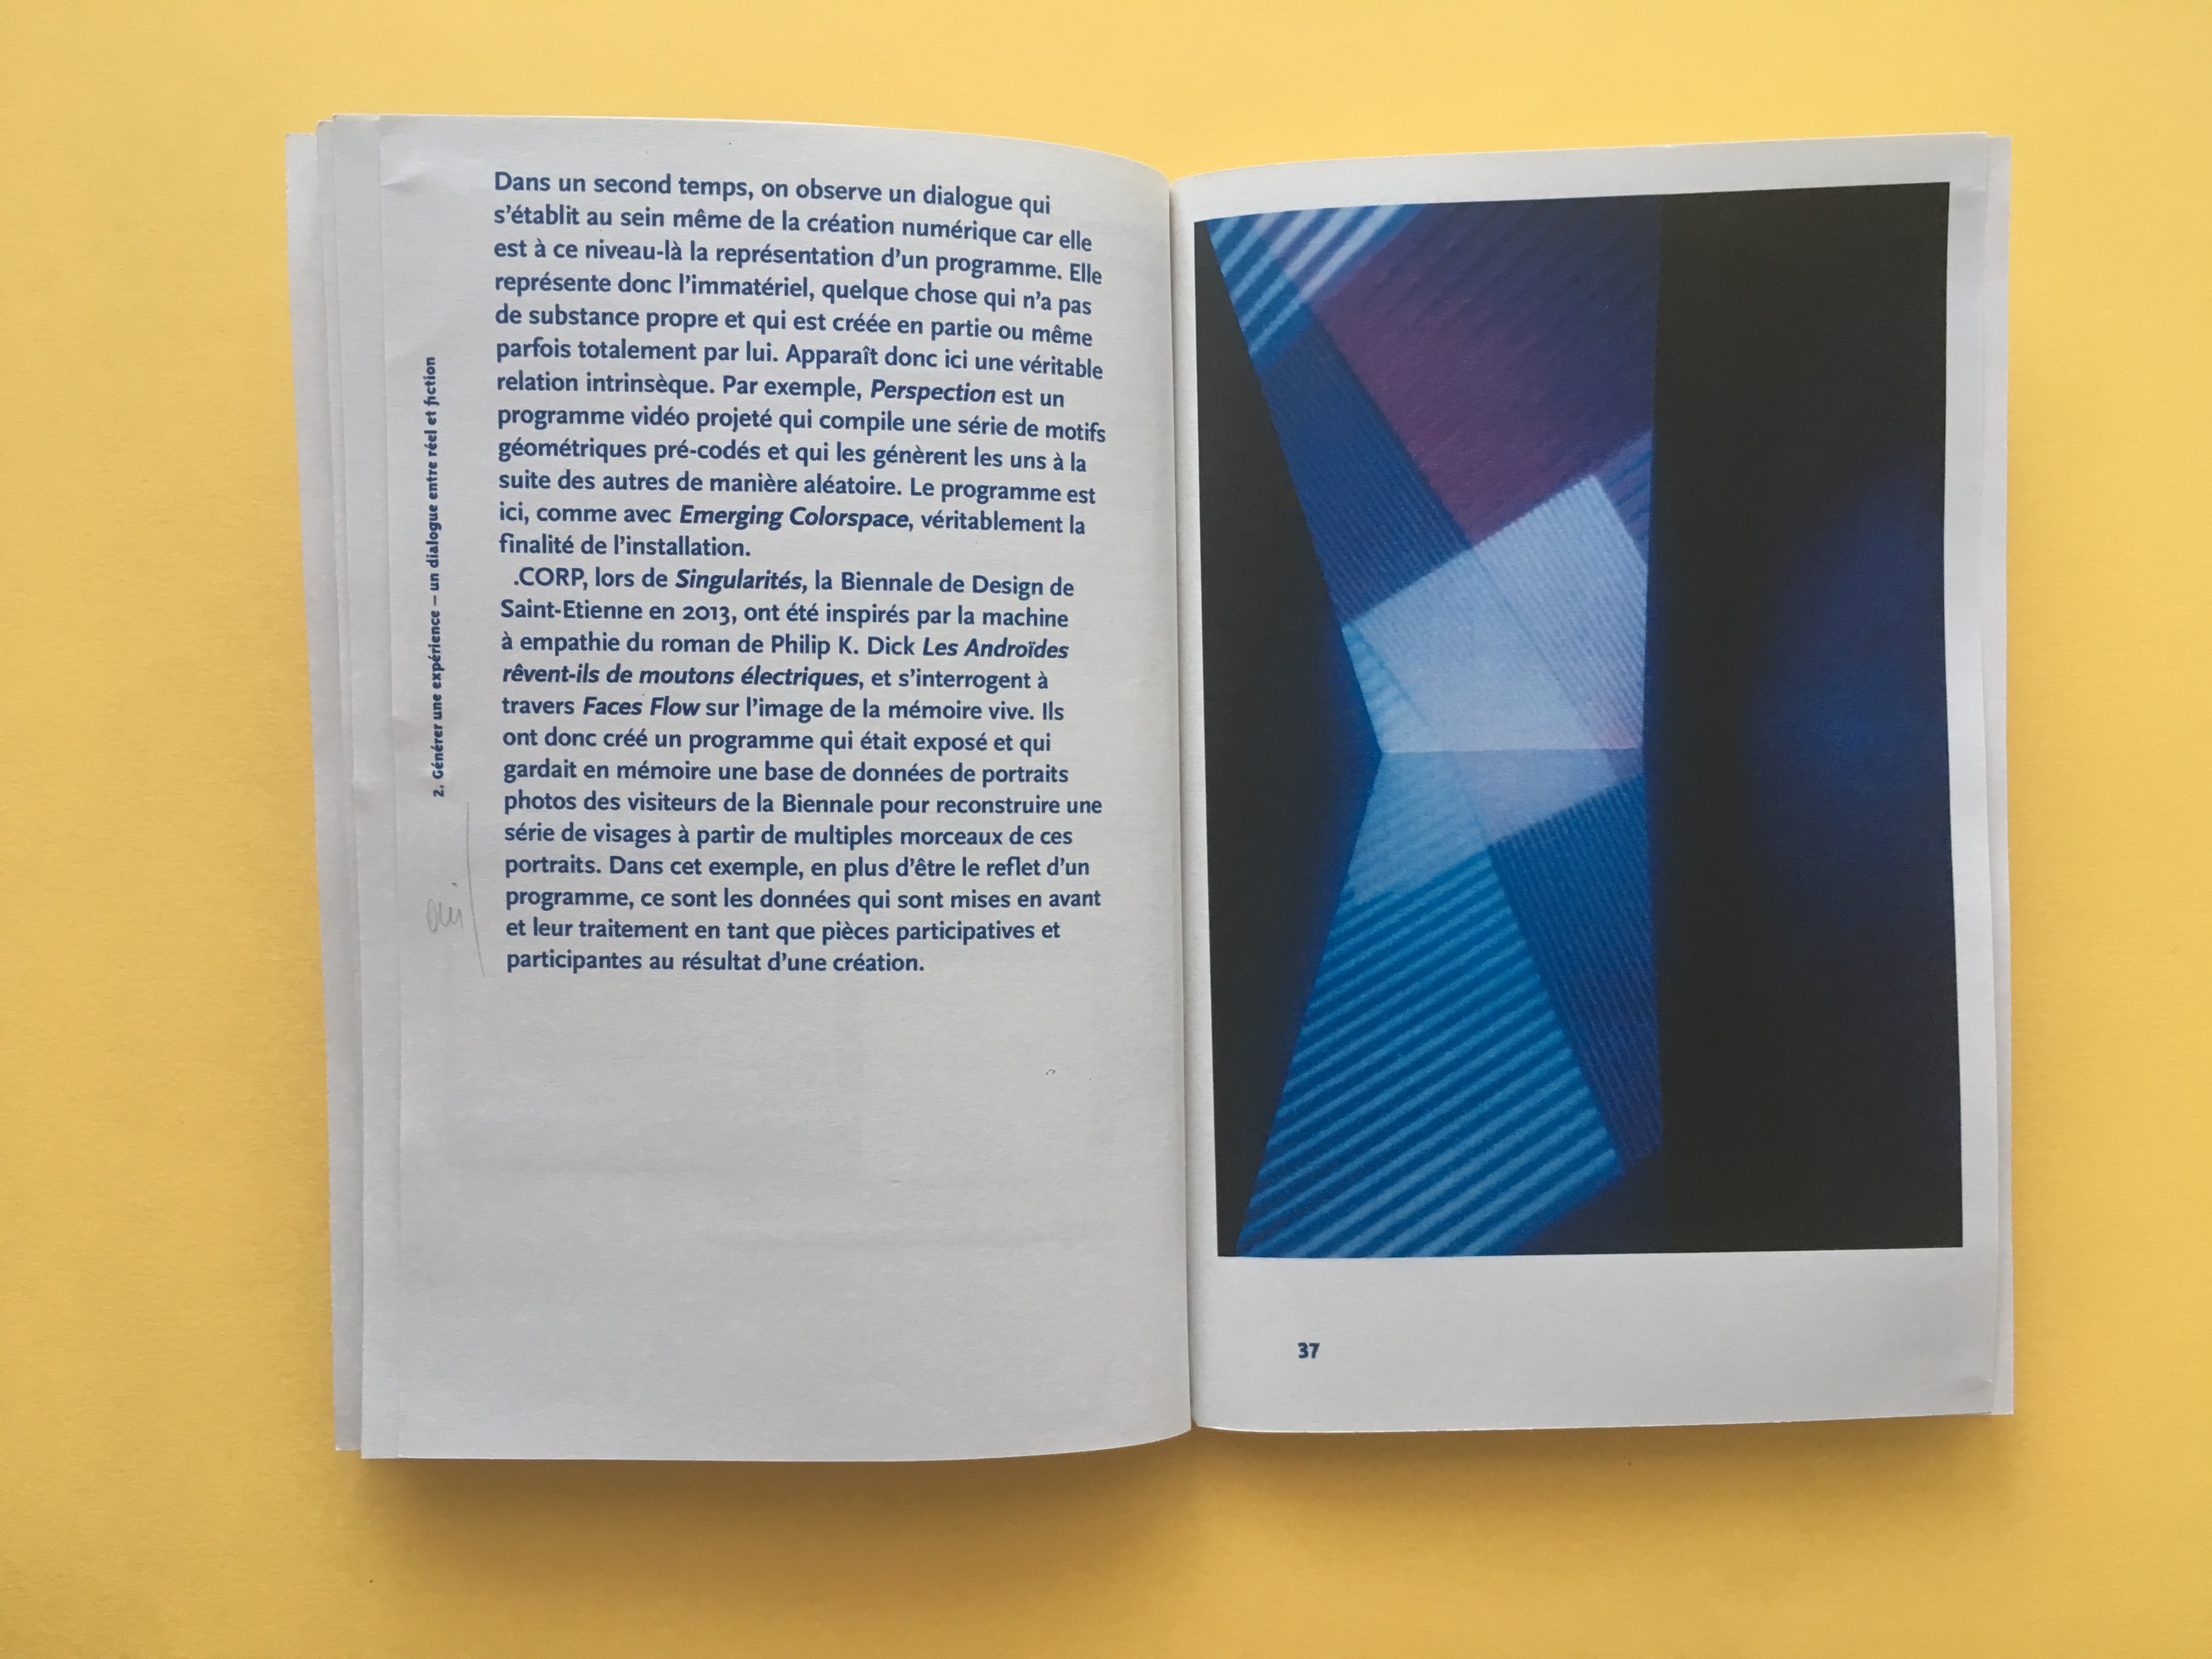 2. Générer une expérience – un dialogue entre réel et fiction
Dans un second temps, on observe un dialogue qui
s'établit au sein même de la création numérique car elle
est à ce niveau-là la représentation d'un programme. Elle
représente donc l'immatériel, quelque chose qui n'a pas
de substance propre et qui est créée en partie ou même
parfois totalement par lui. Apparaît donc ici une véritable
relation intrinsèque. Par exemple, Perspection est un
programme vidéo projeté qui compile une série de motifs
géométriques pré-codés et qui les génèrent les uns à la
suite des autres de manière aléatoire. Le programme est
ici, comme avec Emerging Colorspace, véritablement la
finalité de l'installation.
.CORP, lors de Singularités, la Biennale de Design de
Saint-Etienne en 2013, ont été inspirés par la machine
à empathie du roman de Philip K. Dick Les Androïdes
rêvent-ils de moutons électriques, et s'interrogent à
travers Faces Flow sur l'image de la mémoire vive. Ils
ont donc créé un programme qui était exposé et qui
gardait en mémoire une base de données de portraits
photos des visiteurs de la Biennale pour reconstruire une
série de visages à partir de multiples morceaux de ces
portraits. Dans cet exemple, en plus d'être le reflet d'un
programme, ce sont les données qui sont mises en avant
et leur traitement en tant que pièces participatives et
participantes au résultat d'une création.
oui
37